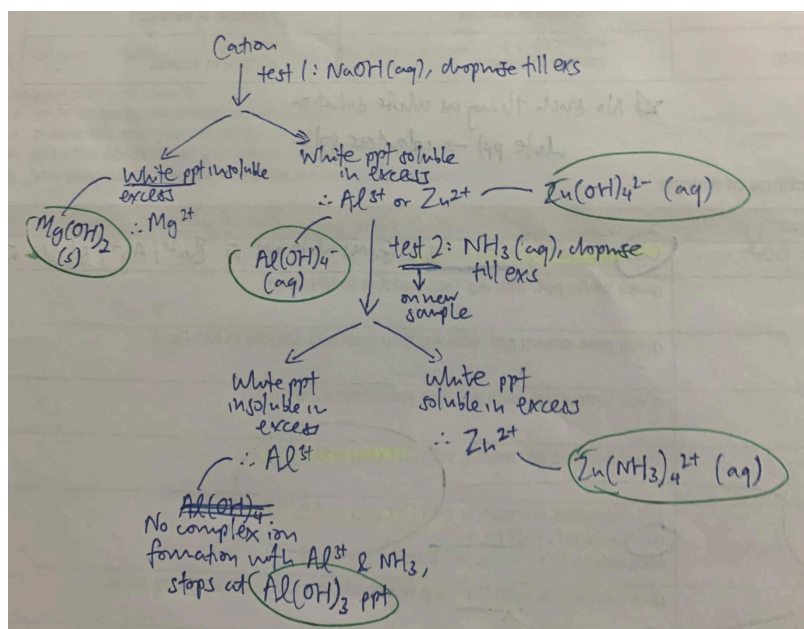 Cation
test 1: NaOH(aq), dropwise till exs
White ppt insoluble
excess
∴ Mg²⁺
Mg(OH)₂
(s)
White ppt soluble
in excess
∴ Al³⁺ or Zn²⁺
Zn(OH)₄²⁻ (aq)
Al(OH)₄⁻
(aq)
test 2: NH₃(aq), dropwise
till exs
on new
sample
White ppt
insoluble in
excess
∴ Al³⁺
White ppt
soluble in excess
∴ Zn²⁺
Zn(NH₃)₄²⁺ (aq)
Al(OH)₄
No complex ion
formation with Al³⁺ & NH₃,
stops at Al(OH)₃ ppt